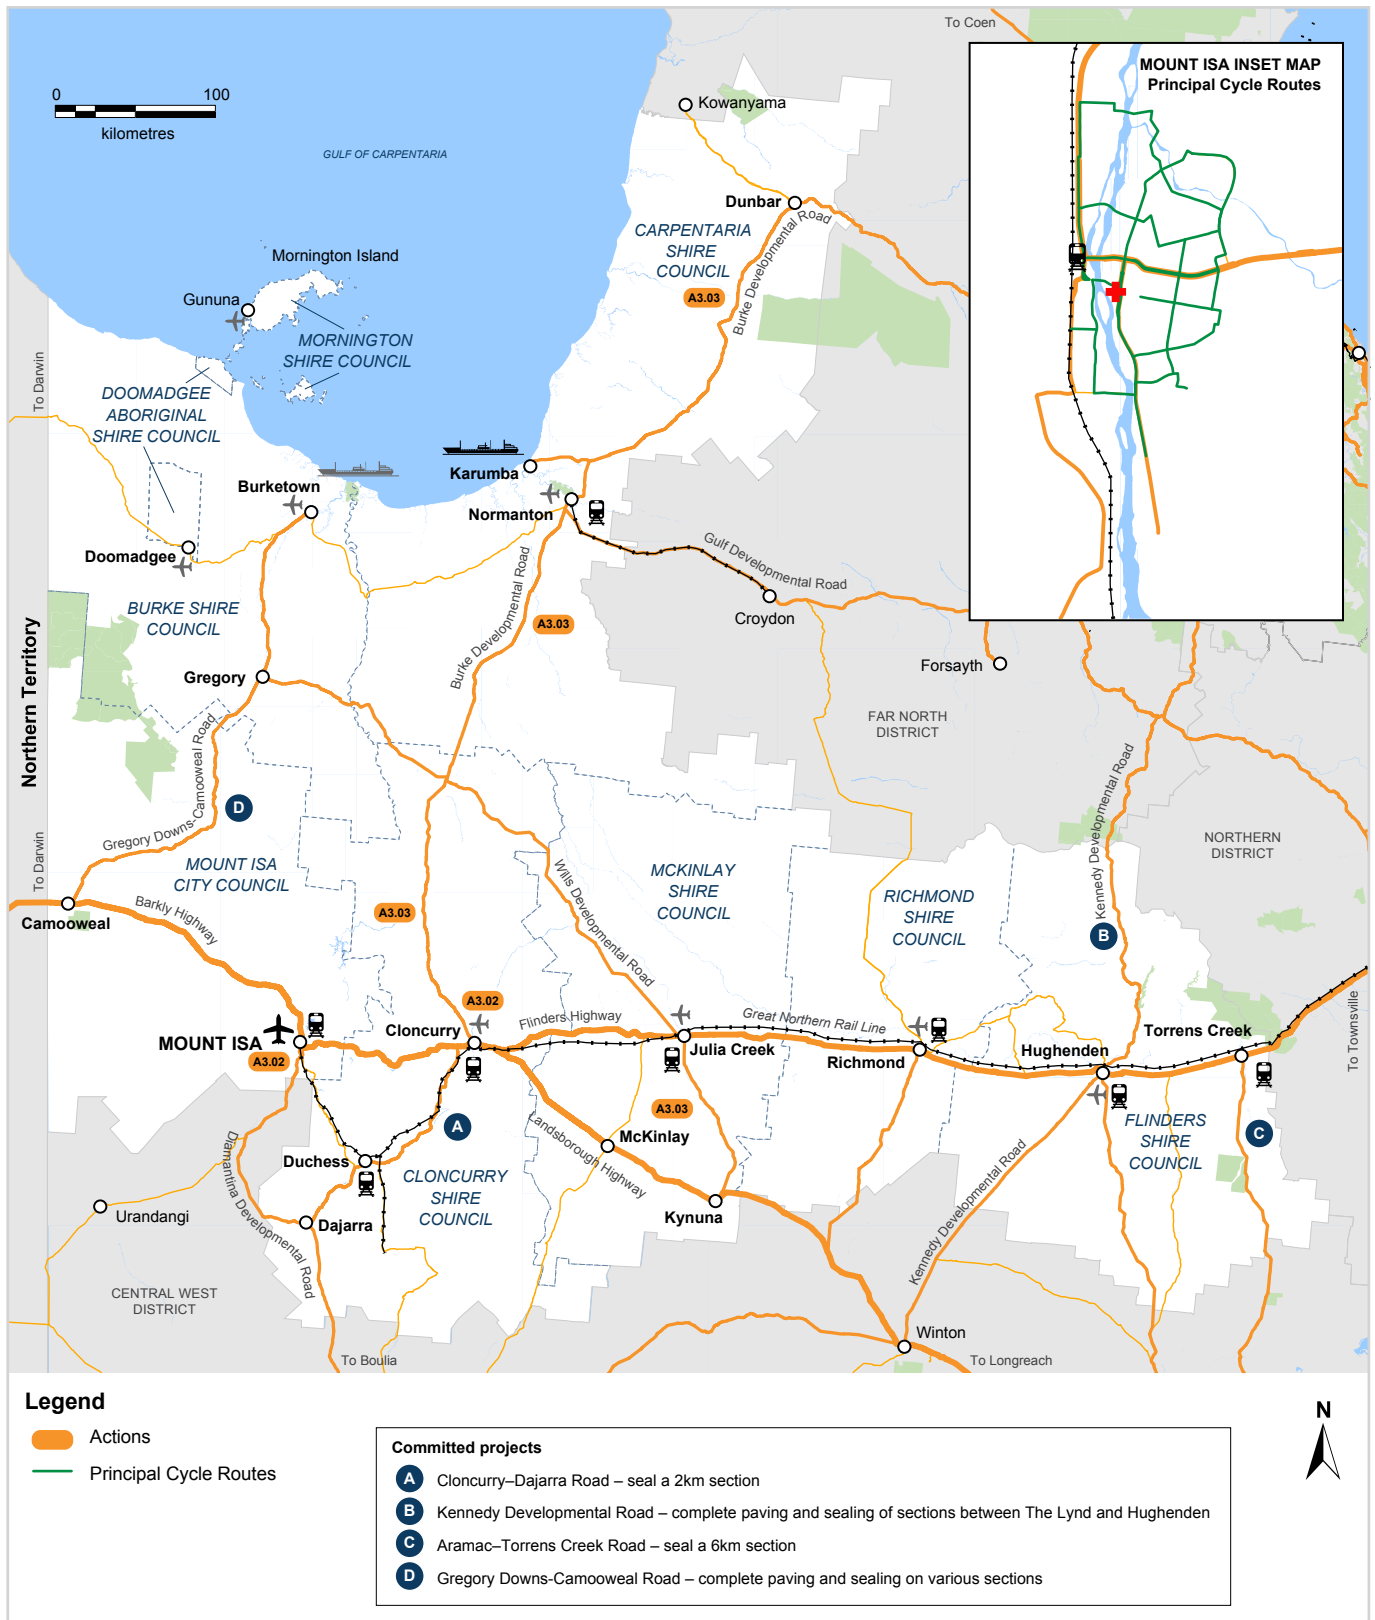 To Coen
MOUNT ISA INSET MAP
Principal Cycle Routes
0
100
kilometres
Kowanyama
GULF OF CARPENTARIA
Dunbar
CARPENTARIA
SHIRE
COUNCIL
A3.03
Burke Developmental Road
Mornington Island
Gununa
MORNINGTON
SHIRE COUNCIL
To Darwin
DOOMADGEE
ABORIGINAL
SHIRE COUNCIL
Karumba
Burketown
Normanton
Doomadgee
Gulf Developmental Road
Croydon
BURKE SHIRE
COUNCIL
A3.03
Burke Developmental Road
Northern Territory
Forsayth
Gregory
FAR NORTH
DISTRICT
Gregory Downs-Camooweal Road
D
Kennedy Developmental Road
NORTHERN
DISTRICT
To Darwin
MOUNT ISA
CITY COUNCIL
Wills Developmental Road
MCKINLAY
SHIRE
COUNCIL
RICHMOND
SHIRE
COUNCIL
Camooweal
Barkly Highway
A3.03
B
A3.02
Flinders Highway
Great Northern Rail Line
To Townsville
MOUNT ISA
A3.02
Cloncurry
Julia Creek
Richmond
Hughenden
Torrens Creek
A3.03
A
McKinlay
Landsborough Highway
FLINDERS
SHIRE
COUNCIL
C
Diamantina Developmental Road
Duchess
CLONCURRY
SHIRE
COUNCIL
Kennedy Developmental Road
Urandangi
Dajarra
Kynuna
CENTRAL WEST
DISTRICT
Winton
To Boulia
To Longreach
Legend
Actions
Principal Cycle Routes
N
Committed projects
A Cloncurry–Dajarra Road – seal a 2km section
B Kennedy Developmental Road – complete paving and sealing of sections between The Lynd and Hughenden
C Aramac–Torrens Creek Road – seal a 6km section
D Gregory Downs-Camooweal Road – complete paving and sealing on various sections